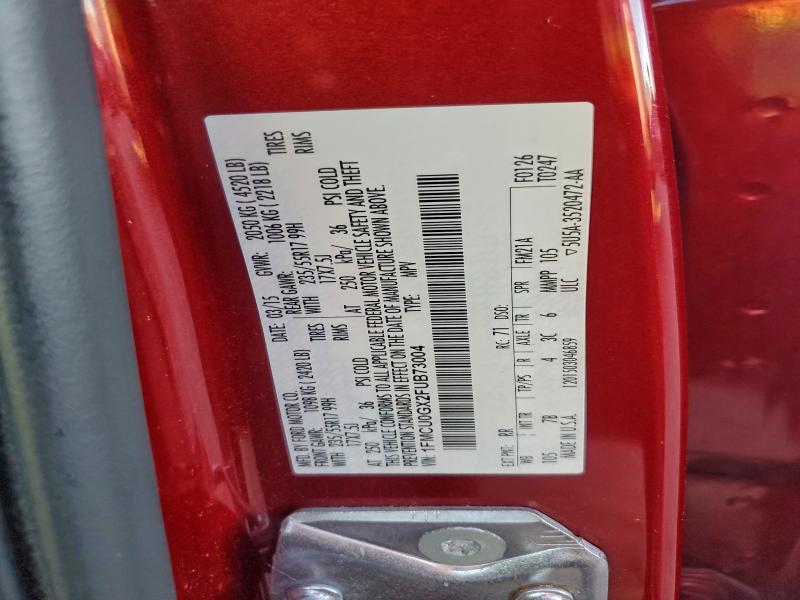 MFD. BY FORD MOTOR CO.
DATE: 03/15 GVWR: 2050 KG ( 4520 LB)
FRONT GAWR: 1098 KG ( 2420 LB) REAR GAWR: 1006 KG ( 2218 LB)
WITH 235/55R17 99H TIRES WITH 235/55R17 99H TIRES
17X7.5J RIMS 17X7.5J RIMS
AT 250 kPa/ 36 PSI COLD AT 250 kPa/ 36 PSI COLD
THIS VEHICLE CONFORMS TO ALL APPLICABLE FEDERAL MOTOR VEHICLE SAFETY AND THEFT
PREVENTION STANDARDS IN EFFECT ON THE DATE OF MANUFACTURE SHOWN ABOVE.
VIN: 1FMCU0GX2FUB73004 TYPE: MPV
EXT PNT: RR RC: 71 DSO: F0126
WB INT TR TP/PS R AXLE TR SPR FM21A T0247
105 7B 4 3C 6 MMPP 105
1201503046859 ULC ▽5U5A-3520472-AA
MADE IN U.S.A.